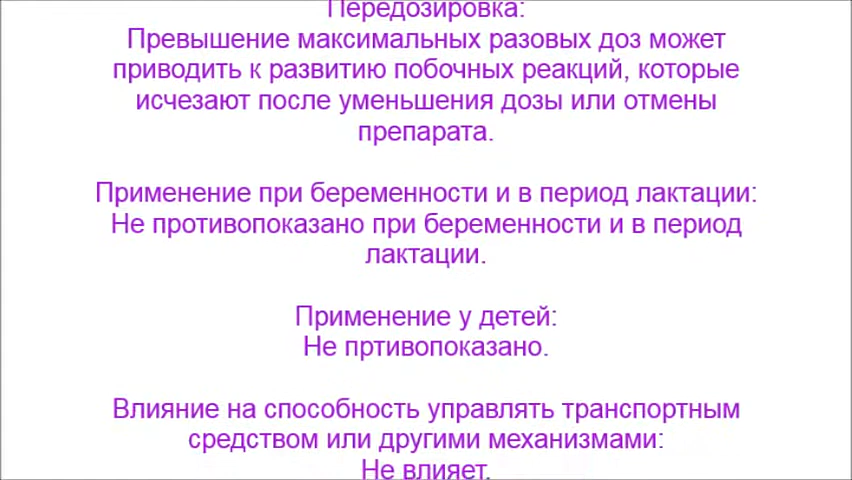 Передозировка:
Превышение максимальных разовых доз может
приводить к развитию побочных реакций, которые
исчезают после уменьшения дозы или отмены
препарата.
Применение при беременности и в период лактации:
Не противопоказано при беременности и в период
лактации.
Применение у детей:
Не пртивопоказано.
Влияние на способность управлять транспортным
средством или другими механизмами:
Не влияет.